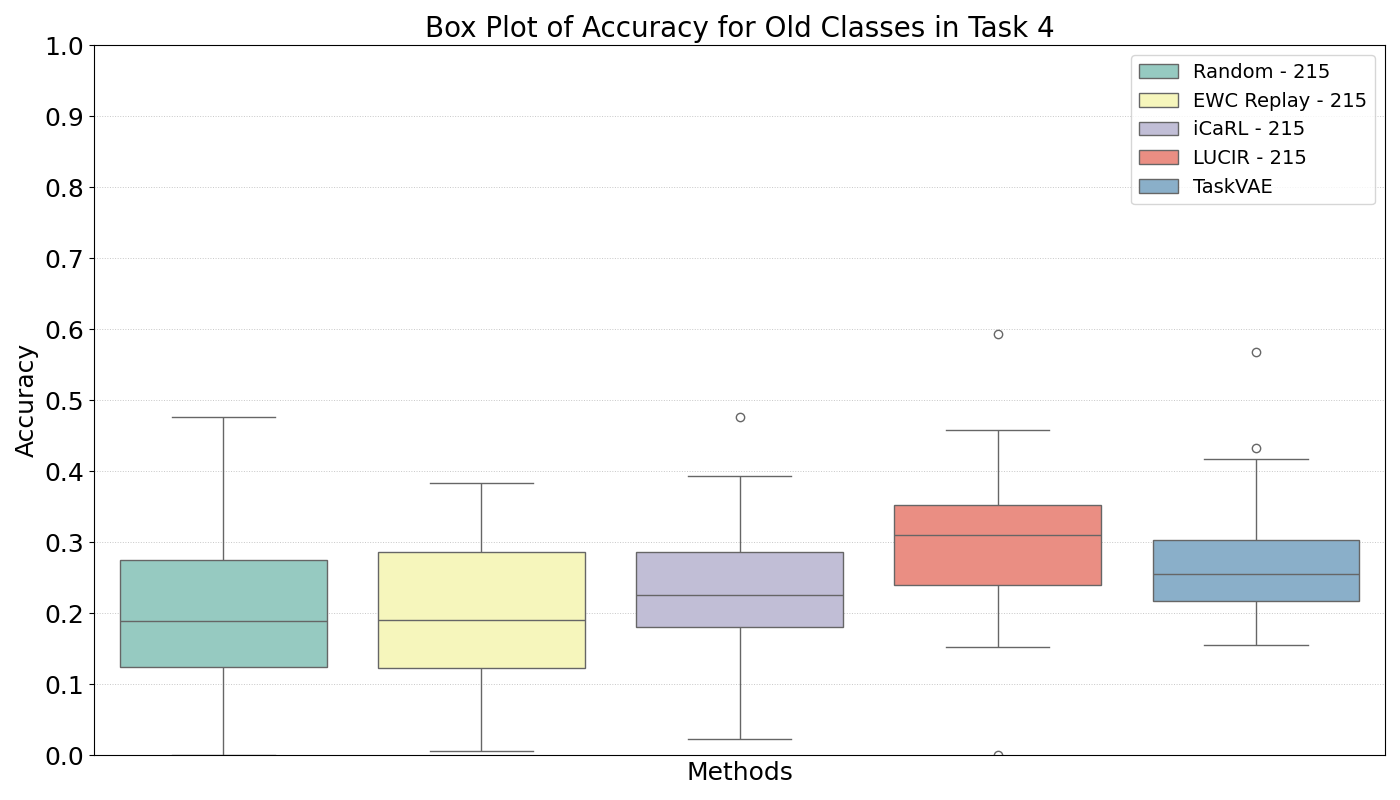 Box Plot of Accuracy for Old Classes in Task 4
1.0
0.9
0.8
0.7
0.6
0.5
0.4
0.3
0.2
0.1
0.0
Accuracy
Methods
Random - 215
EWC Replay - 215
iCaRL - 215
LUCIR - 215
TaskVAE